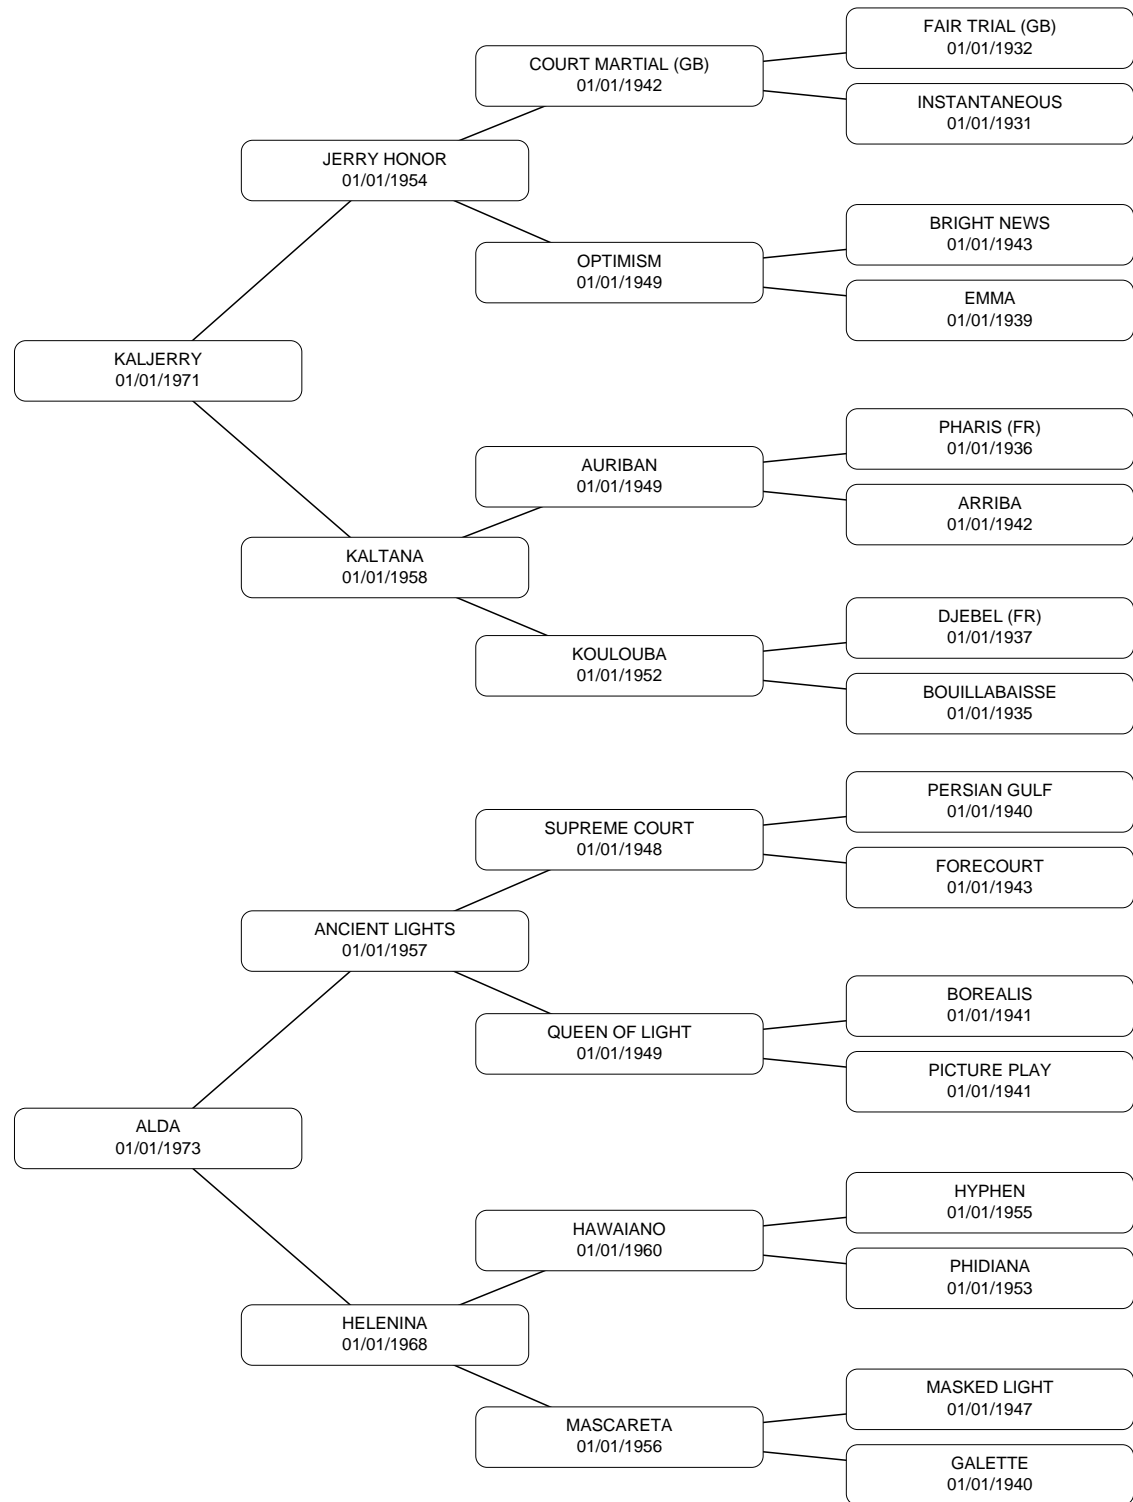 FAIR TRIAL (GB)
01/01/1932
COURT MARTIAL (GB)
01/01/1942
INSTANTANEOUS
01/01/1931
JERRY HONOR
01/01/1954
BRIGHT NEWS
01/01/1943
OPTIMISM
01/01/1949
EMMA
01/01/1939
KALJERRY
01/01/1971
PHARIS (FR)
01/01/1936
AURIBAN
01/01/1949
ARRIBA
01/01/1942
KALTANA
01/01/1958
DJEBEL (FR)
01/01/1937
KOULOUBA
01/01/1952
BOUILLABAISSE
01/01/1935
PERSIAN GULF
01/01/1940
SUPREME COURT
01/01/1948
FORECOURT
01/01/1943
ANCIENT LIGHTS
01/01/1957
BOREALIS
01/01/1941
QUEEN OF LIGHT
01/01/1949
PICTURE PLAY
01/01/1941
ALDA
01/01/1973
HYPHEN
01/01/1955
HAWAIANO
01/01/1960
PHIDIANA
01/01/1953
HELENINA
01/01/1968
MASKED LIGHT
01/01/1947
MASCARETA
01/01/1956
GALETTE
01/01/1940